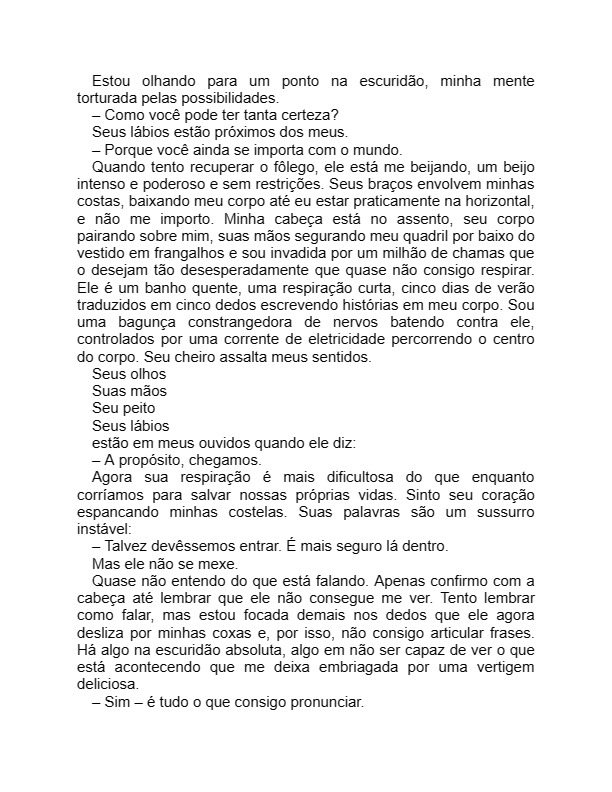 Estou olhando para um ponto na escuridão, minha mente
torturada pelas possibilidades.
– Como você pode ter tanta certeza?
Seus lábios estão próximos dos meus.
– Porque você ainda se importa com o mundo.
Quando tento recuperar o fôlego, ele está me beijando, um beijo
intenso e poderoso e sem restrições. Seus braços envolvem minhas
costas, baixando meu corpo até eu estar praticamente na horizontal,
e não me importo. Minha cabeça está no assento, seu corpo
pairando sobre mim, suas mãos segurando meu quadril por baixo do
vestido em frangalhos e sou invadida por um milhão de chamas que
o desejam tão desesperadamente que quase não consigo respirar.
Ele é um banho quente, uma respiração curta, cinco dias de verão
traduzidos em cinco dedos escrevendo histórias em meu corpo. Sou
uma bagunça constrangedora de nervos batendo contra ele,
controlados por uma corrente de eletricidade percorrendo o centro
do corpo. Seu cheiro assalta meus sentidos.
Seus olhos
Suas mãos
Seu peito
Seus lábios
estão em meus ouvidos quando ele diz:
– A propósito, chegamos.
Agora sua respiração é mais dificultosa do que enquanto
corríamos para salvar nossas próprias vidas. Sinto seu coração
espancando minhas costelas. Suas palavras são um sussurro
instável:
– Talvez devêssemos entrar. É mais seguro lá dentro.
Mas ele não se mexe.
Quase não entendo do que está falando. Apenas confirmo com a
cabeça até lembrar que ele não consegue me ver. Tento lembrar
como falar, mas estou focada demais nos dedos que ele agora
desliza por minhas coxas e, por isso, não consigo articular frases.
Há algo na escuridão absoluta, algo em não ser capaz de ver o que
está acontecendo que me deixa embriagada por uma vertigem
deliciosa.
– Sim – é tudo o que consigo pronunciar.